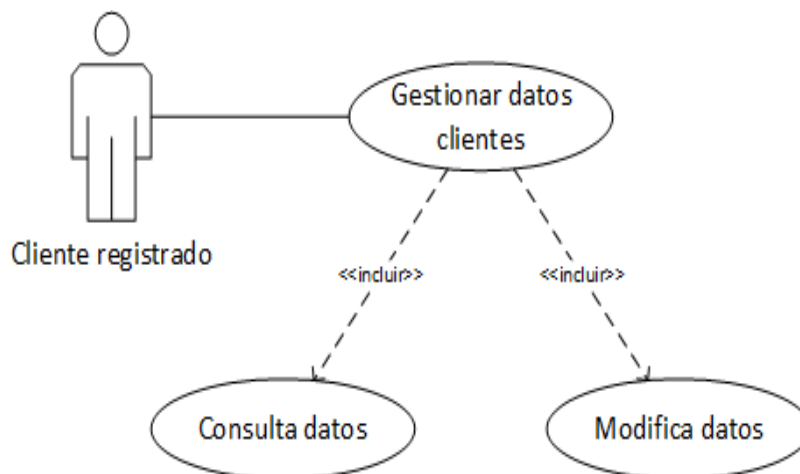 Gestionar datos
clientes
Cliente registrado
<<incluir>>
<<incluir>>
Consulta datos
Modifica datos